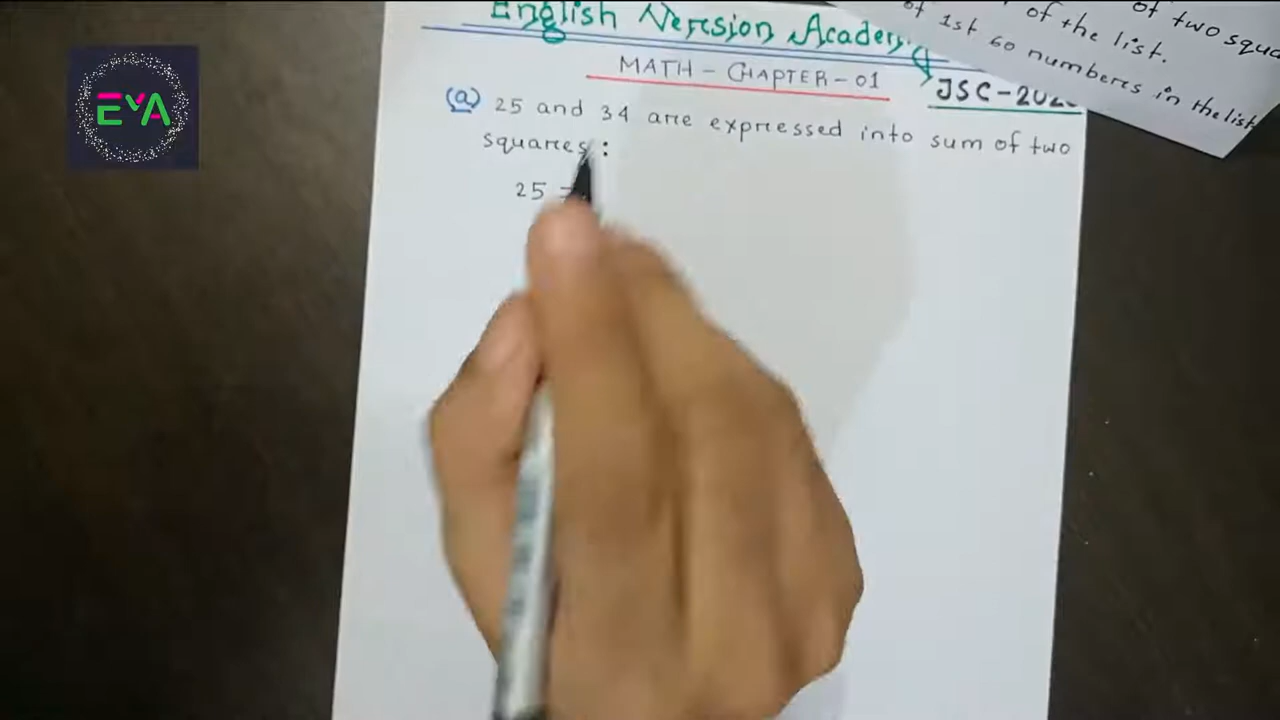 English Version Academy
MATH - CHAPTER - 01
JSC-202
(a) 25 and 34 are expressed into sum of two
squares:
25 =
of two squa
of the list.
of 1st 60 numbers in the list
EVA